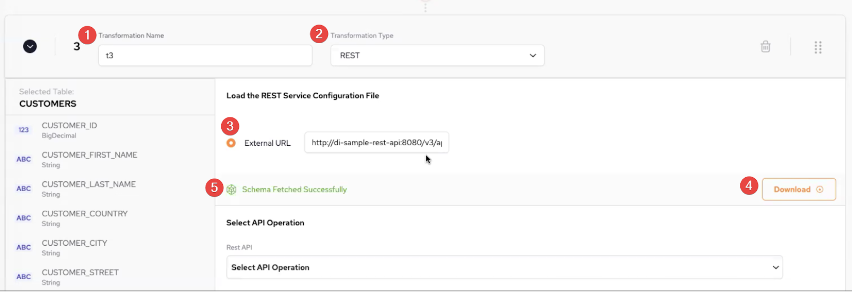 1 Transformation Name
2 Transformation Type
3
t3
REST
Selected Table:
CUSTOMERS
123 CUSTOMER_ID
BigDecimal
ABC CUSTOMER_FIRST_NAME
String
ABC CUSTOMER_LAST_NAME
String
ABC CUSTOMER_COUNTRY
String
ABC CUSTOMER_CITY
String
ABC CUSTOMER_STREET
String
Load the REST Service Configuration File
3
External URL http://di-sample-rest-api:8080/v3/a
5 Schema Fetched Successfully
4 Download
Select API Operation
Rest API
Select API Operation